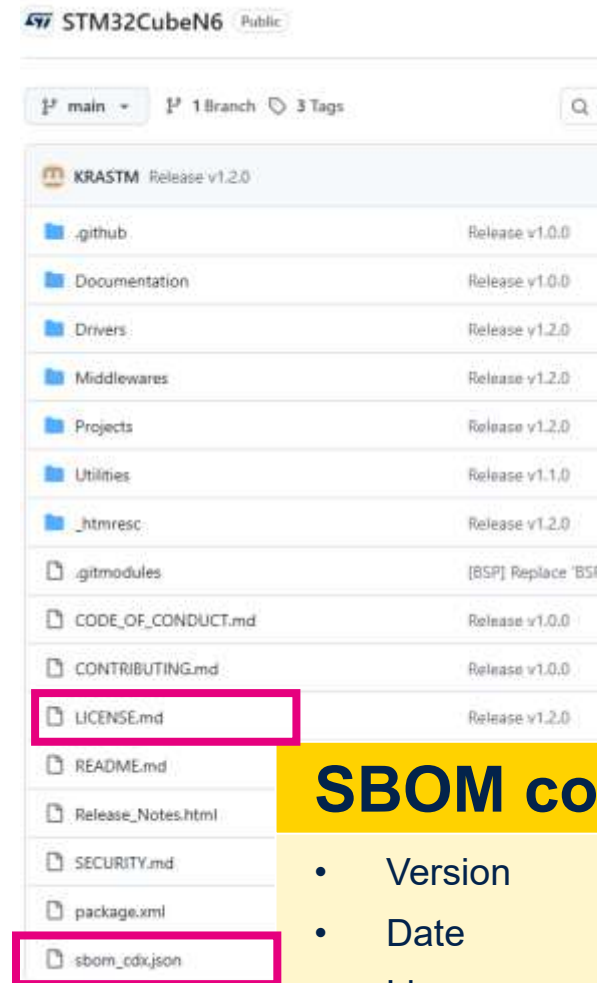 STM32CubeN6 Public
main 1 Branch 3 Tags
KRASTM Release v1.2.0
.github Release v1.0.0
Documentation Release v1.0.0
Drivers Release v1.2.0
Middlewares Release v1.2.0
Projects Release v1.2.0
Utilities Release v1.1.0
_htmresc Release v1.2.0
.gitmodules [BSP] Replace 'BSP
CODE_OF_CONDUCT.md Release v1.0.0
CONTRIBUTING.md Release v1.0.0
LICENSE.md Release v1.2.0
README.md
SBOM co
Release_Notes.html
SECURITY.md
• Version
package.xml
• Date
sbom_cdx.json